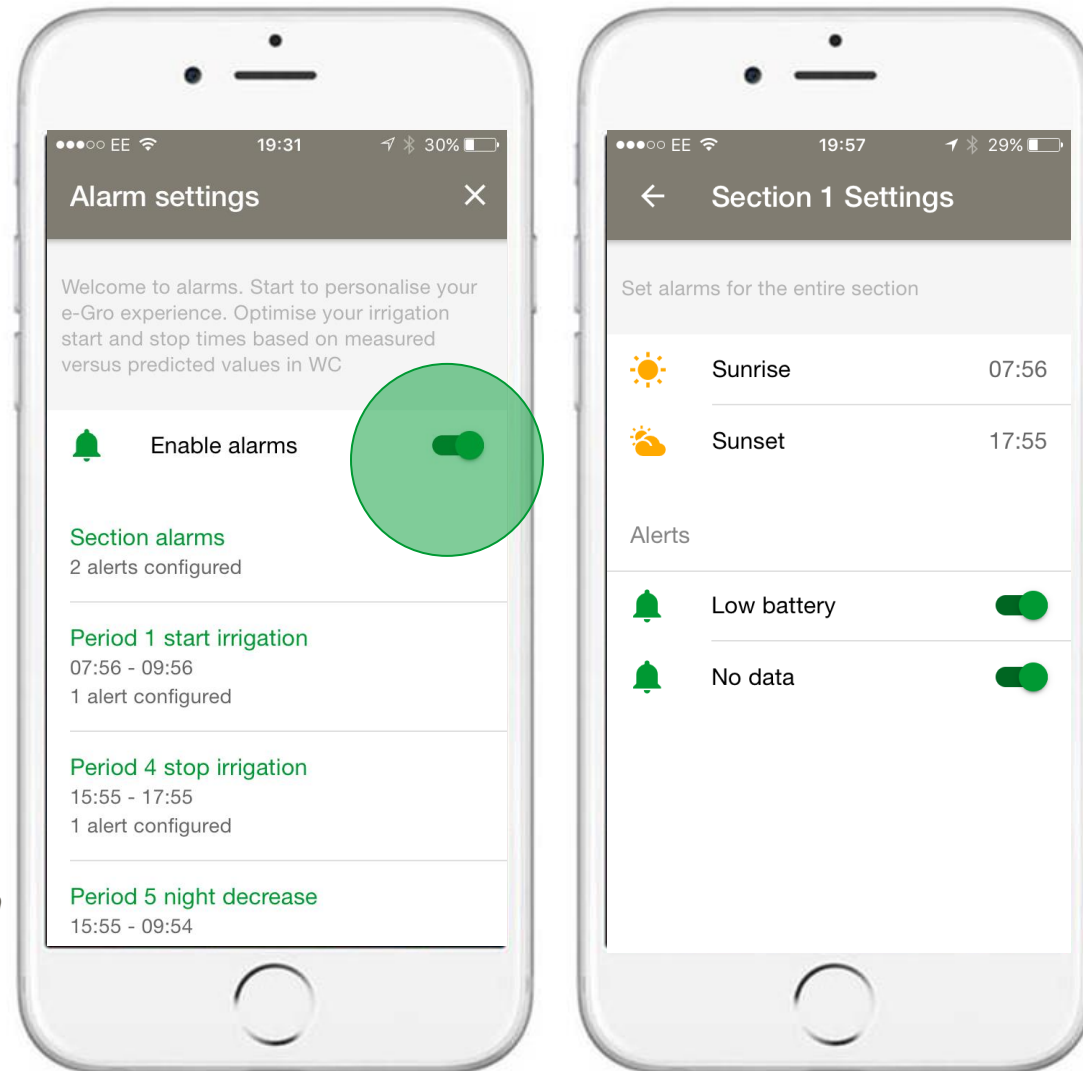 EE 19:31 30%
Alarm settings
Welcome to alarms. Start to personalise your
e-Gro experience. Optimise your irrigation
start and stop times based on measured
versus predicted values in WC
Enable alarms
Section alarms
2 alerts configured
Period 1 start irrigation
07:56 - 09:56
1 alert configured
Period 4 stop irrigation
15:55 - 17:55
1 alert configured
Period 5 night decrease
15:55 - 09:54
EE 19:57 29%
Section 1 Settings
Set alarms for the entire section
Sunrise 07:56
Sunset 17:55
Alerts
Low battery
No data